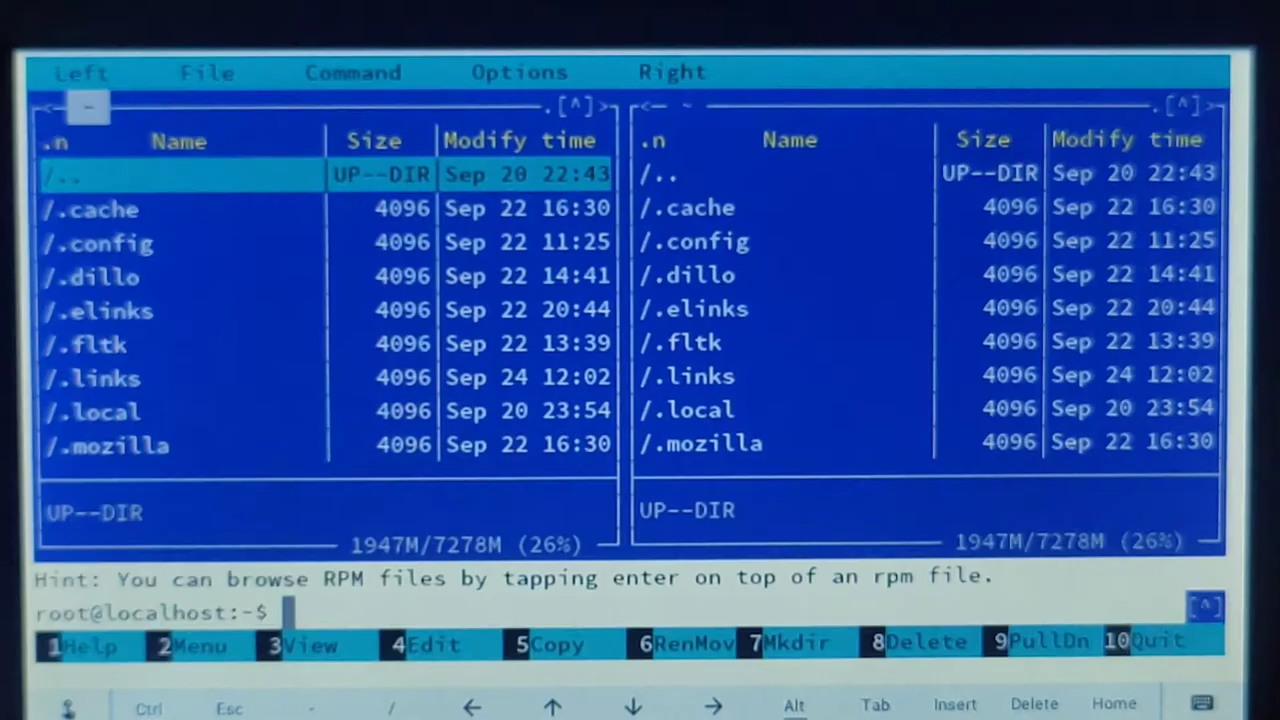 Left File Command Options Right
<- ~ .[^]> <- ~ .[^]>
.n Name Size Modify time .n Name Size Modify time
/.. UP--DIR Sep 20 22:43 /.. UP--DIR Sep 20 22:43
/.cache 4096 Sep 22 16:30 /.cache 4096 Sep 22 16:30
/.config 4096 Sep 22 11:25 /.config 4096 Sep 22 11:25
/.dillo 4096 Sep 22 14:41 /.dillo 4096 Sep 22 14:41
/.elinks 4096 Sep 22 20:44 /.elinks 4096 Sep 22 20:44
/.fltk 4096 Sep 22 13:39 /.fltk 4096 Sep 22 13:39
/.links 4096 Sep 24 12:02 /.links 4096 Sep 24 12:02
/.local 4096 Sep 20 23:54 /.local 4096 Sep 20 23:54
/.mozilla 4096 Sep 22 16:30 /.mozilla 4096 Sep 22 16:30
UP--DIR UP--DIR
1947M/7278M (26%) 1947M/7278M (26%)
Hint: You can browse RPM files by tapping enter on top of an rpm file.
root@localhost:~$ [^]
1Help 2Menu 3View 4Edit 5Copy 6RenMov 7Mkdir 8Delete 9PullDn 10Quit
Ctrl Esc - / ← ↑ ↓ → Alt Tab Insert Delete Home